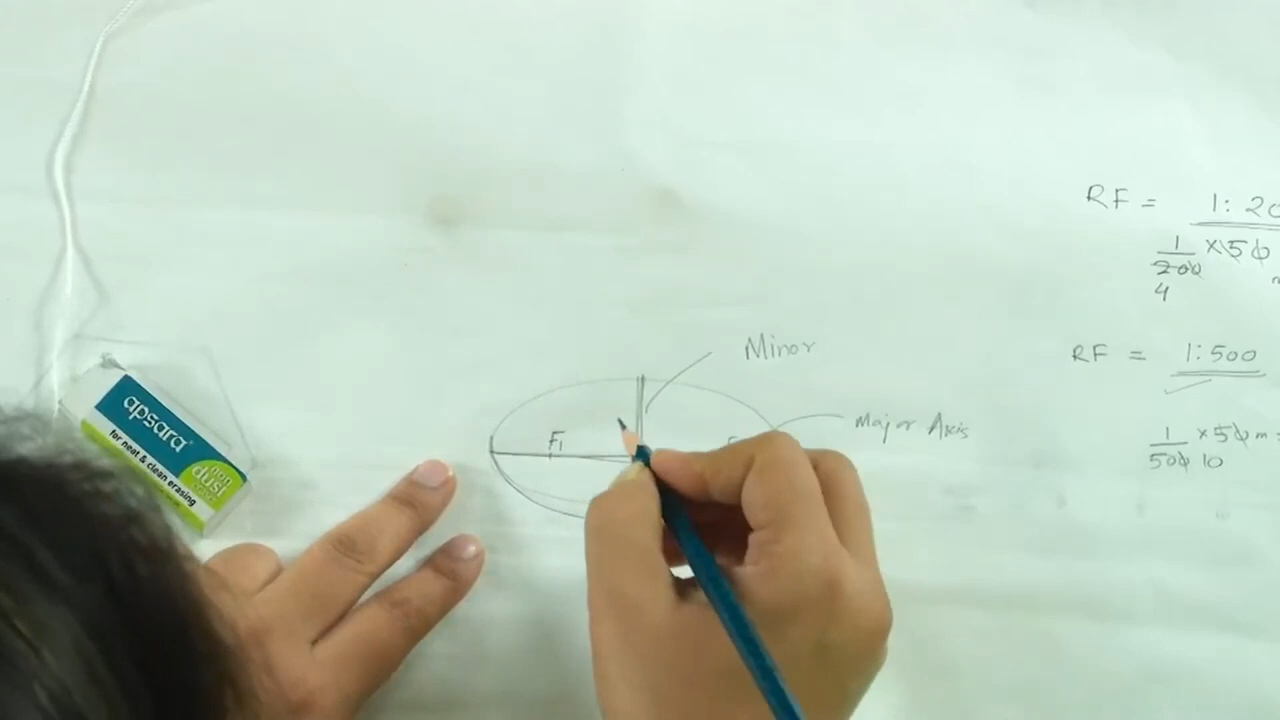 RF = 1:20
1/200 × 50
4
Minor
RF = 1:500
Major Axis
F1
1/500 × 50 m =
10
apsara
for neat & clean erasing
non
dust